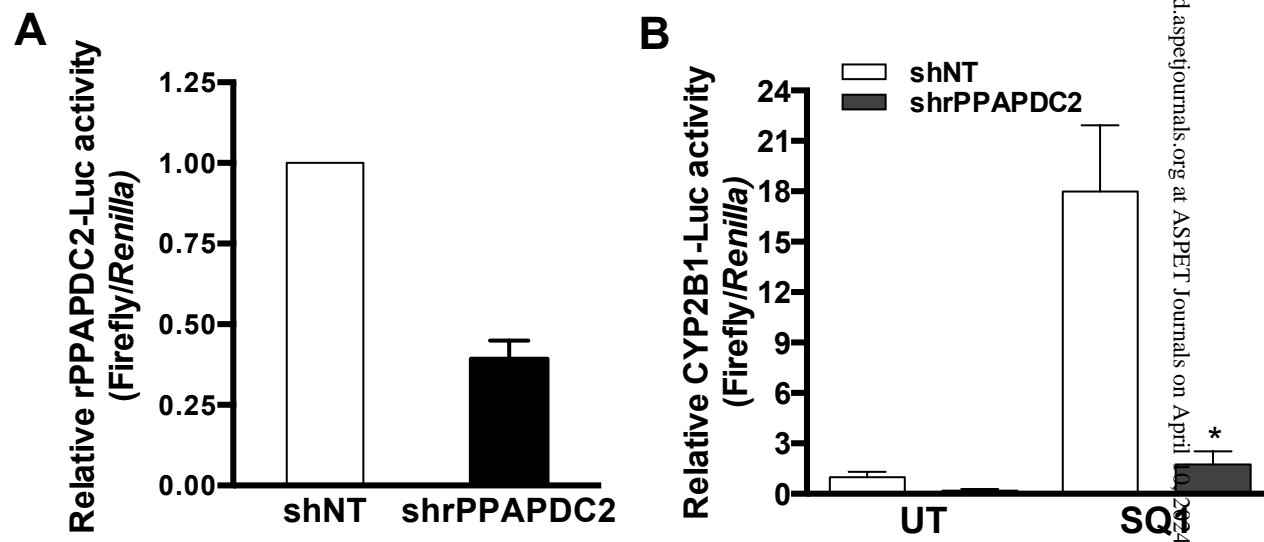 A
Relative rPPAPDC2-Luc activity
(Firefly/Renilla)
1.25
1.00
0.75
0.50
0.25
0.00
shNT
shrPPAPDC2
B
Relative CYP2B1-Luc activity
(Firefly/Renilla)
shNT
shrPPAPDC2
24
21
18
15
12
9
6
3
0
*
UT
d.aspetjournals.org at ASPET Journals on April 10, 2024